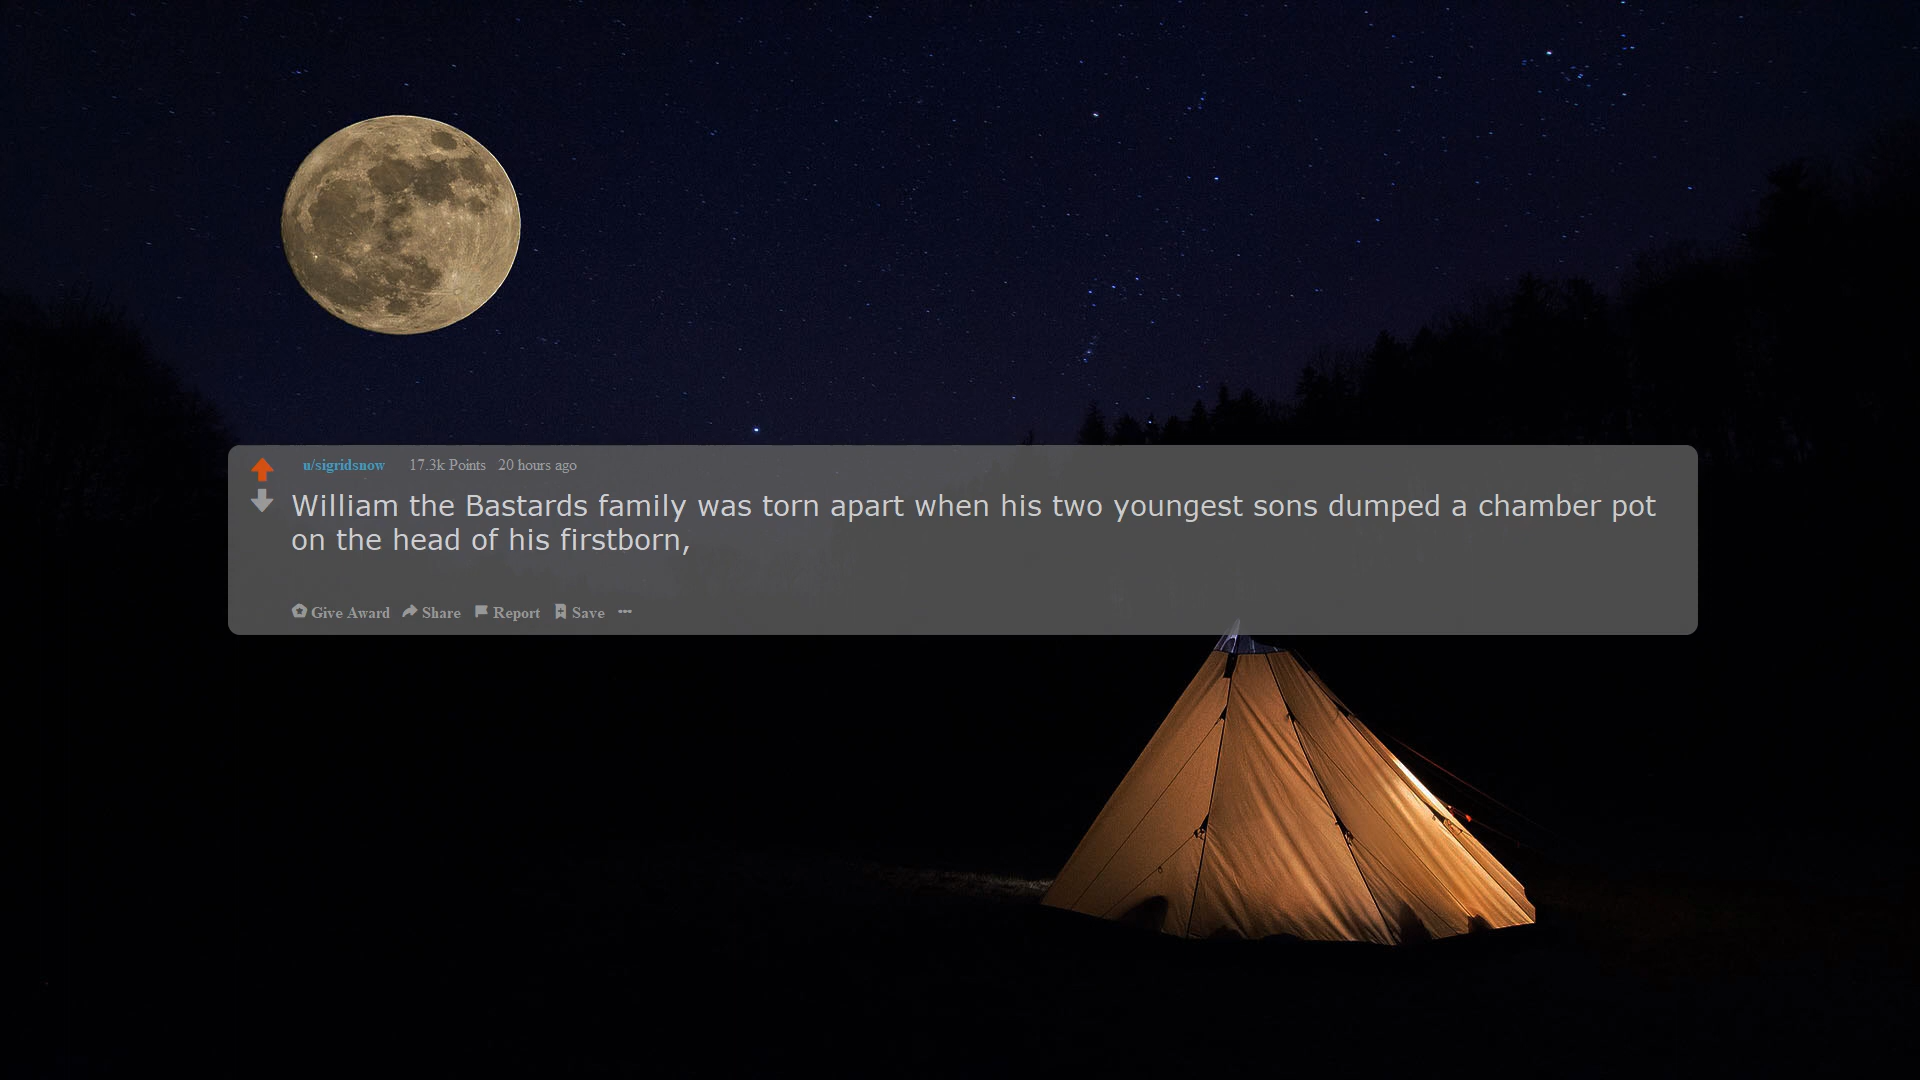 u/sigridsnow 17.3k Points 20 hours ago
William the Bastards family was torn apart when his two youngest sons dumped a chamber pot
on the head of his firstborn,
Give Award Share Report Save